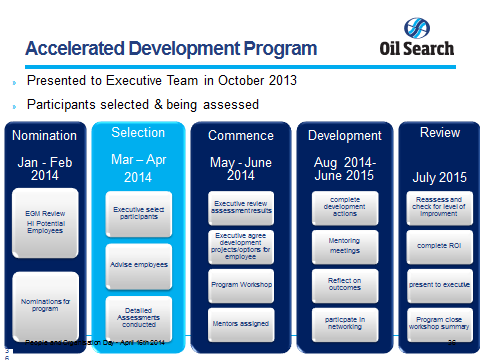 Accelerated Development Program
Oil Search
» Presented to Executive Team in October 2013
» Participants selected & being assessed
Nomination
Jan - Feb
2014
EGM Review
Hi Potential
Employees
Nominations for
program
Selection
Mar – Apr
2014
Executive select
participants
Advise employees
Detailed
Assessments
conducted
Commence
May - June
2014
Executive review
assessment results
Executive agree
development
projects/options for
employee
Program Workshop
Mentors assigned
Development
Aug 2014-
June 2015
complete
development
actions
Mentoring
meetings
Reflect on
outcomes
participate in
networking
Review
July 2015
Reassess and
check for level of
improvment
complete ROI
present to executive
Program close
workshop summary
People and Organisation Day - April 16th 2014
36